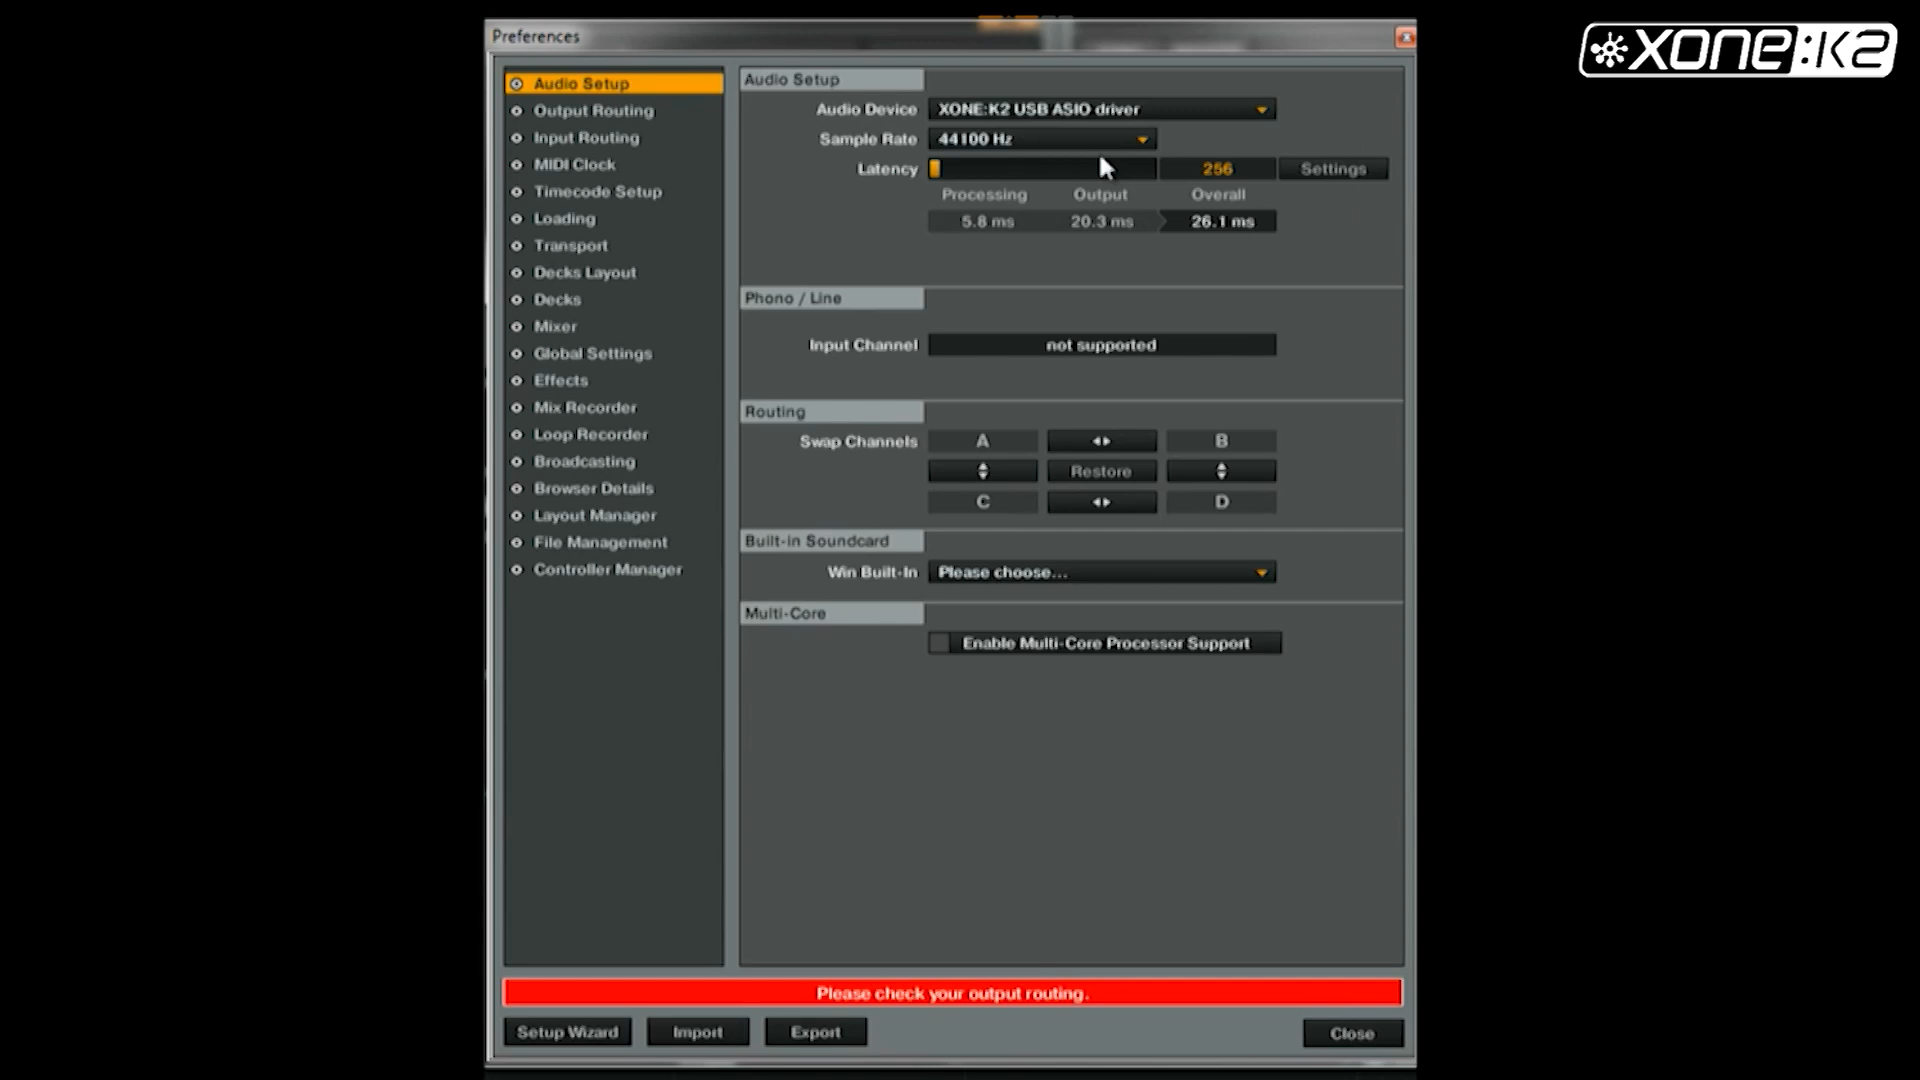 Preferences
XONE:K2
Audio Setup
Output Routing
Input Routing
MIDI Clock
Timecode Setup
Loading
Transport
Decks Layout
Decks
Mixer
Global Settings
Effects
Mix Recorder
Loop Recorder
Broadcasting
Browser Details
Layout Manager
File Management
Controller Manager
Audio Setup
Audio Device XONE:K2 USB ASIO driver
Sample Rate 44100 Hz
Latency 256 Settings
Processing Output Overall
5.8 ms 20.3 ms 26.1 ms
Phono / Line
Input Channel not supported
Routing
Swap Channels A B
Restore
C D
Built-in Soundcard
Win Built-In Please choose...
Multi-Core
Enable Multi-Core Processor Support
Please check your output routing.
Setup Wizard Import Export Close